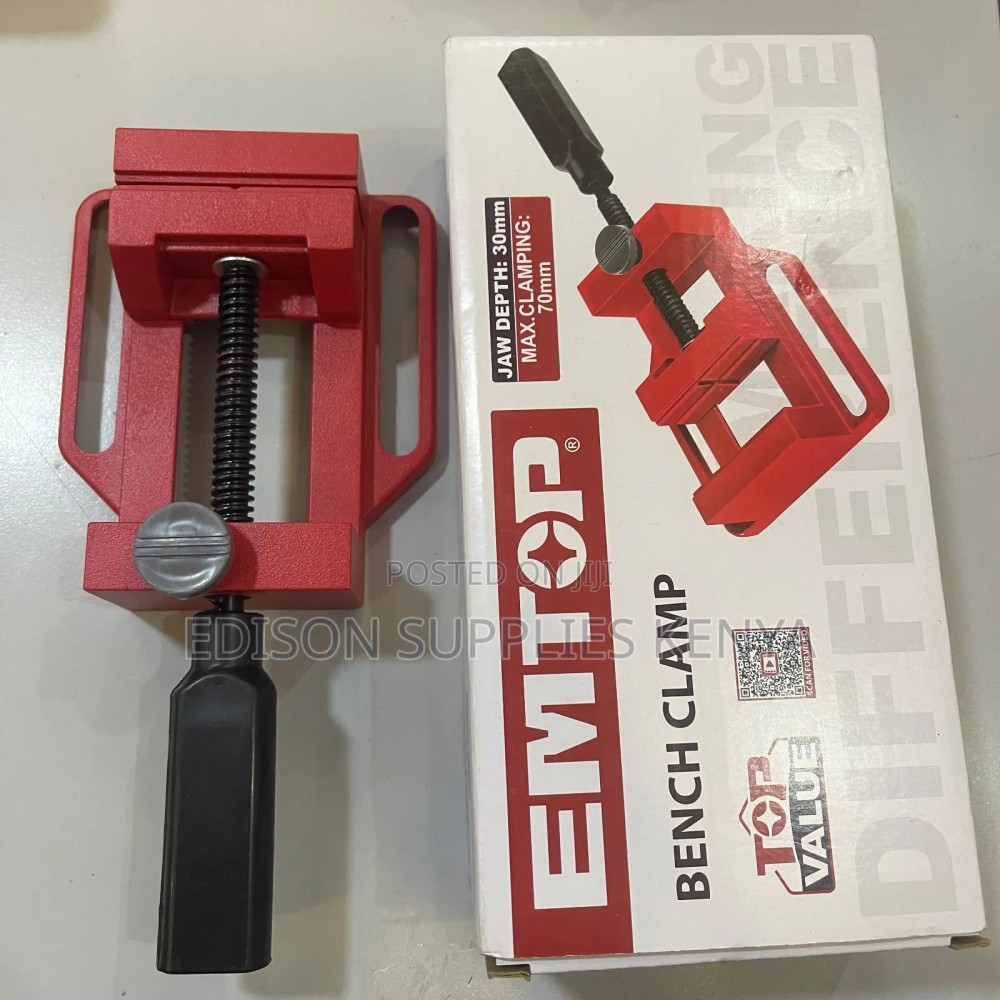 JAW DEPTH: 30mm
MAX.CLAMPING:
70mm
EMTOP®
BENCH CLAMP
SCAN FOR VIDEO
TOP
VALUE
DIFFERENCE
POSTED ON JIJI
EDISON SUPPLIES KENYA